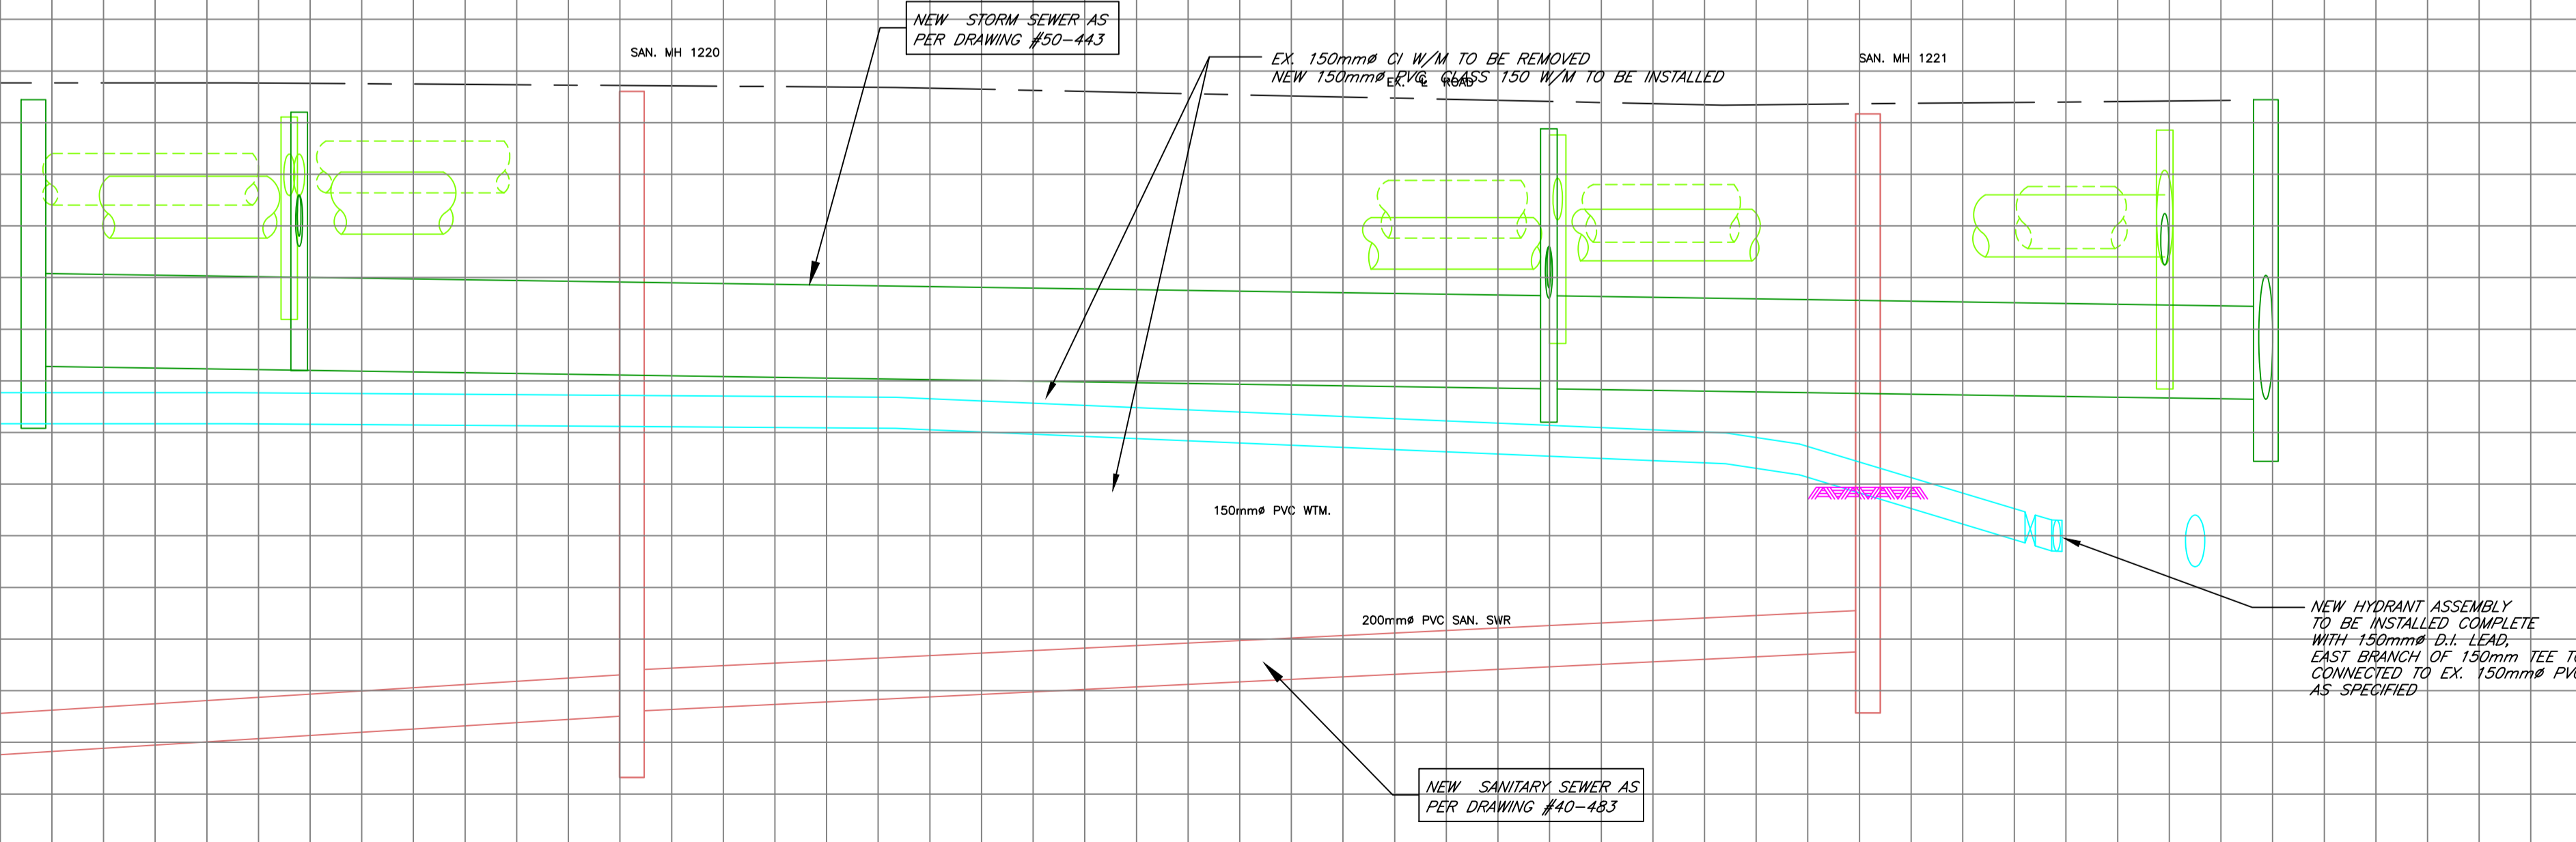 NEW STORM SEWER AS
PER DRAWING #50-443
SAN. MH 1220
EX. 150mmø CI W/M TO BE REMOVED
NEW 150mmø PVC CLASS 150 W/M TO BE INSTALLED
EX. ℄ ROAD
SAN. MH 1221
150mmø PVC WTM.
200mmø PVC SAN. SWR
NEW HYDRANT ASSEMBLY
TO BE INSTALLED COMPLETE
WITH 150mmø D.I. LEAD,
EAST BRANCH OF 150mm TEE TO
CONNECTED TO EX. 150mmø PVC
AS SPECIFIED
NEW SANITARY SEWER AS
PER DRAWING #40-483